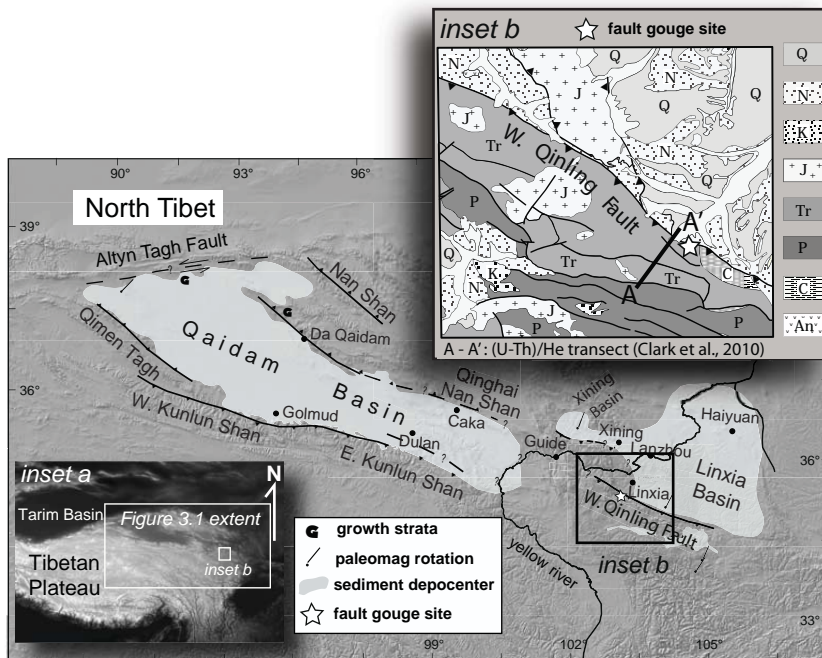 inset b
fault gouge site
N
J
N
Q
Q
Q
J
Tr
W. Qinling Fault
N
Q
P
J
A'
Q
K
N
Tr
Tr
A
C
J
P
P
A - A' : (U-Th)/He transect (Clark et al., 2010)
Q
N
K
J
Tr
P
C
An
90°
93°
96°
39°
North Tibet
Altyn Tagh Fault
?
G
Nan Shan
G
Da Qaidam
Qaidam
Basin
Qimen Tagh
36°
Qinghai
Nan Shan
?
W. Kunlun Shan
Golmud
Caka
Dulan
?
?
E. Kunlun Shan
Xining
Basin
Xining
Guide
?
Lanzhou
Haiyuan
36°
Linxia
Basin
Linxia
W. Qinling Fault
?
inset b
yellow river
33°
99°
102°
105°
inset a
N
Tarim Basin
Figure 3.1 extent
inset b
Tibetan
Plateau
G growth strata
paleomag rotation
sediment depocenter
fault gouge site